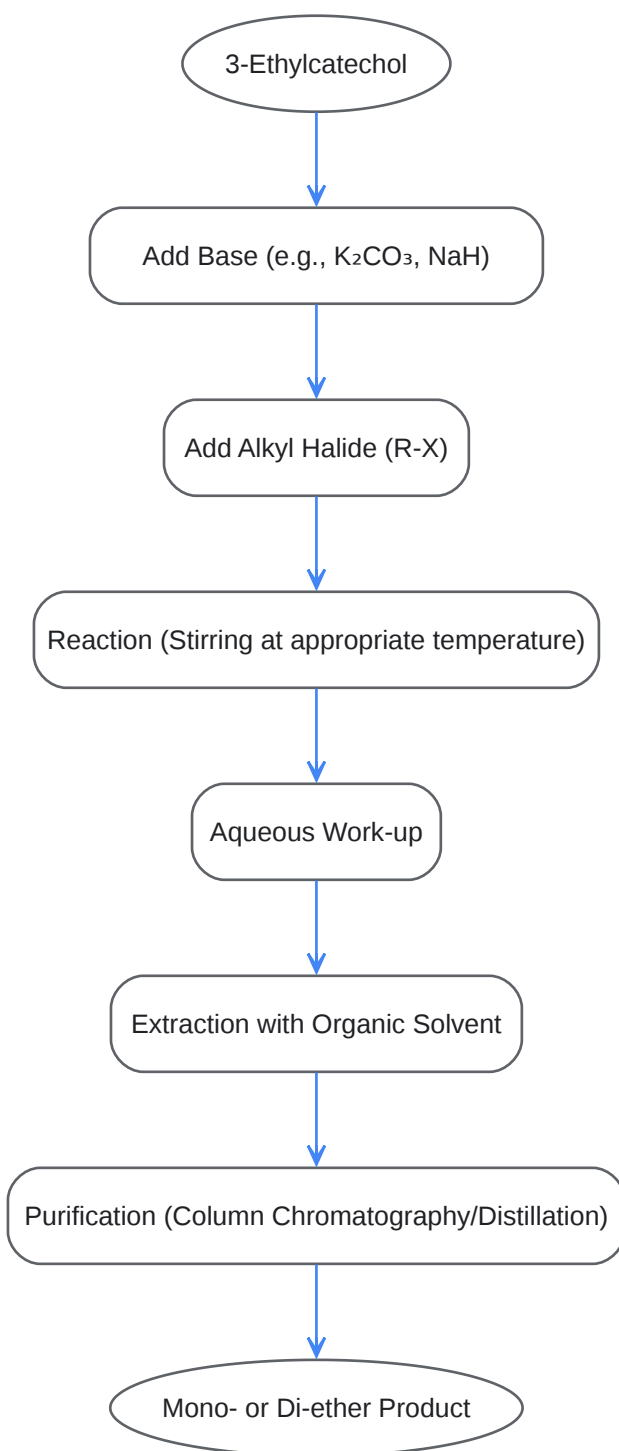 3-Ethylcatechol
Add Base (e.g., K₂CO₃, NaH)
Add Alkyl Halide (R-X)
Reaction (Stirring at appropriate temperature)
Aqueous Work-up
Extraction with Organic Solvent
Purification (Column Chromatography/Distillation)
Mono- or Di-ether Product